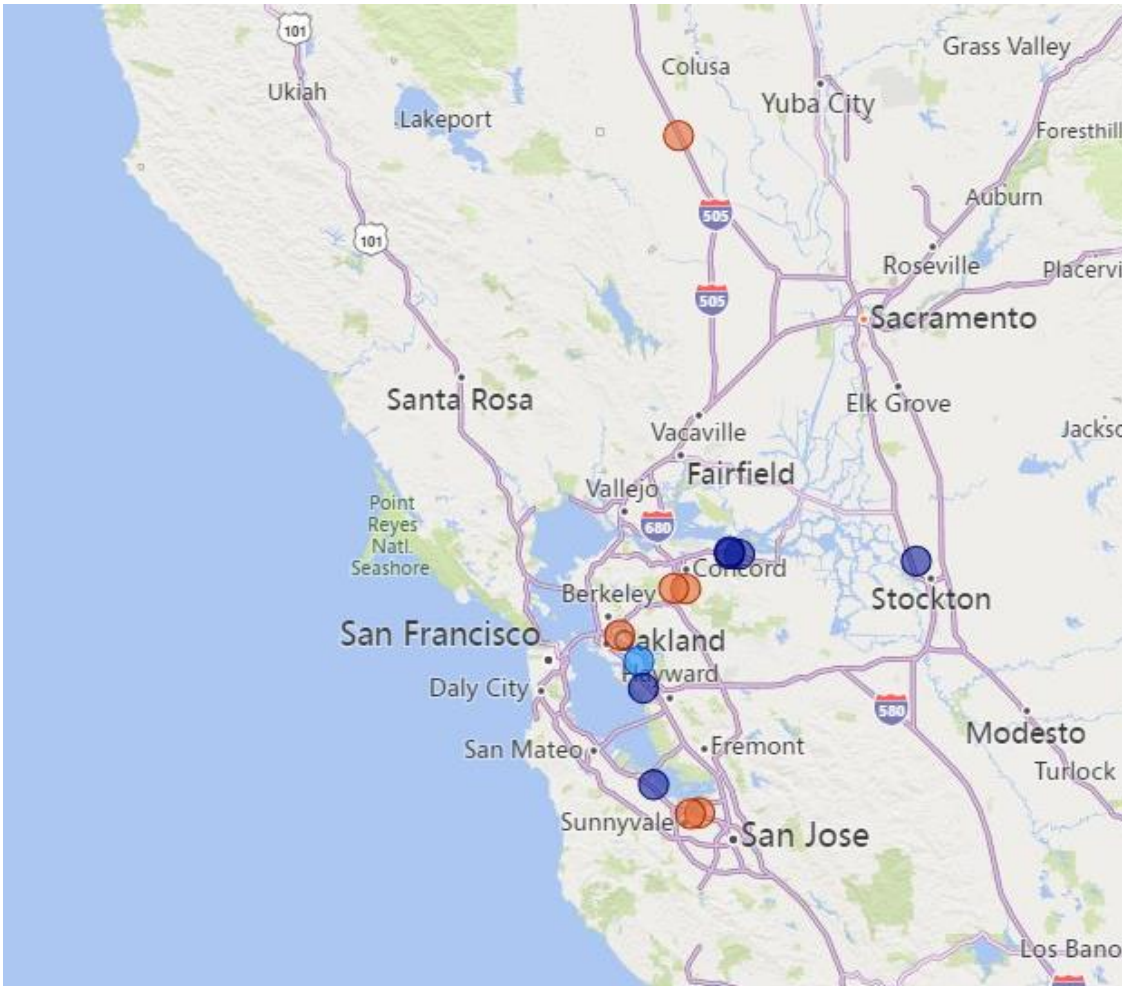 101
Grass Valley
Colusa
Ukiah
Yuba City
Lakeport
Foresthill
Auburn
505
101
Roseville
Placervi
505
Sacramento
Santa Rosa
Elk Grove
Jackso
Vacaville
Fairfield
Vallejo
Point
Reyes
Natl.
Seashore
680
Concord
Berkeley
Stockton
San Francisco
Oakland
Hayward
Daly City
580
Modesto
San Mateo
Fremont
Turlock
Sunnyvale
San Jose
Los Bano